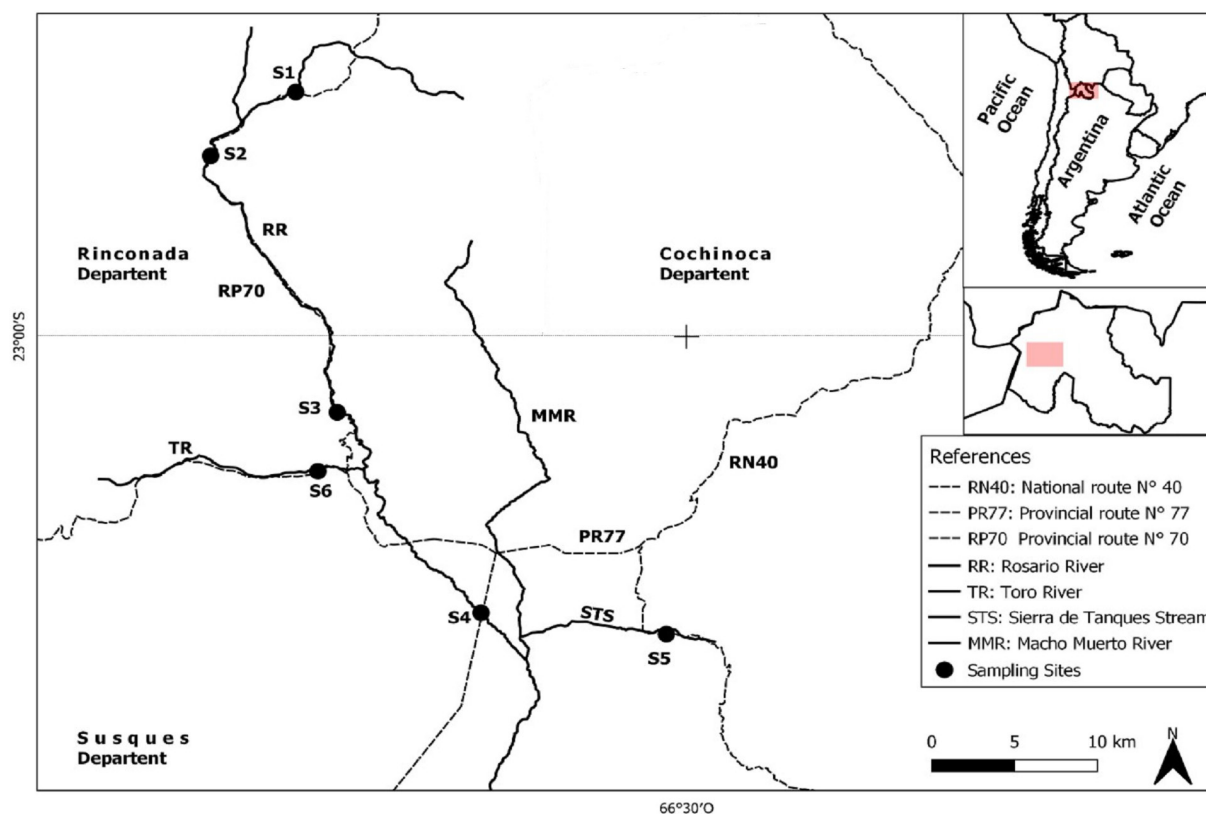 S1
S2
Pacific
Ocean
Argentina
Atlantic
Ocean
RR
Rinconada
Departent
Cochinoca
Departent
RP70
23°00'S
S3
MMR
TR
S6
RN40
PR77
S4
STS
S5
Susques
Departent
References
RN40: National route N° 40
PR77: Provincial route N° 77
RP70 Provincial route N° 70
RR: Rosario River
TR: Toro River
STS: Sierra de Tanques Stream
MMR: Macho Muerto River
Sampling Sites
0 5 10 km
N
66°30'O